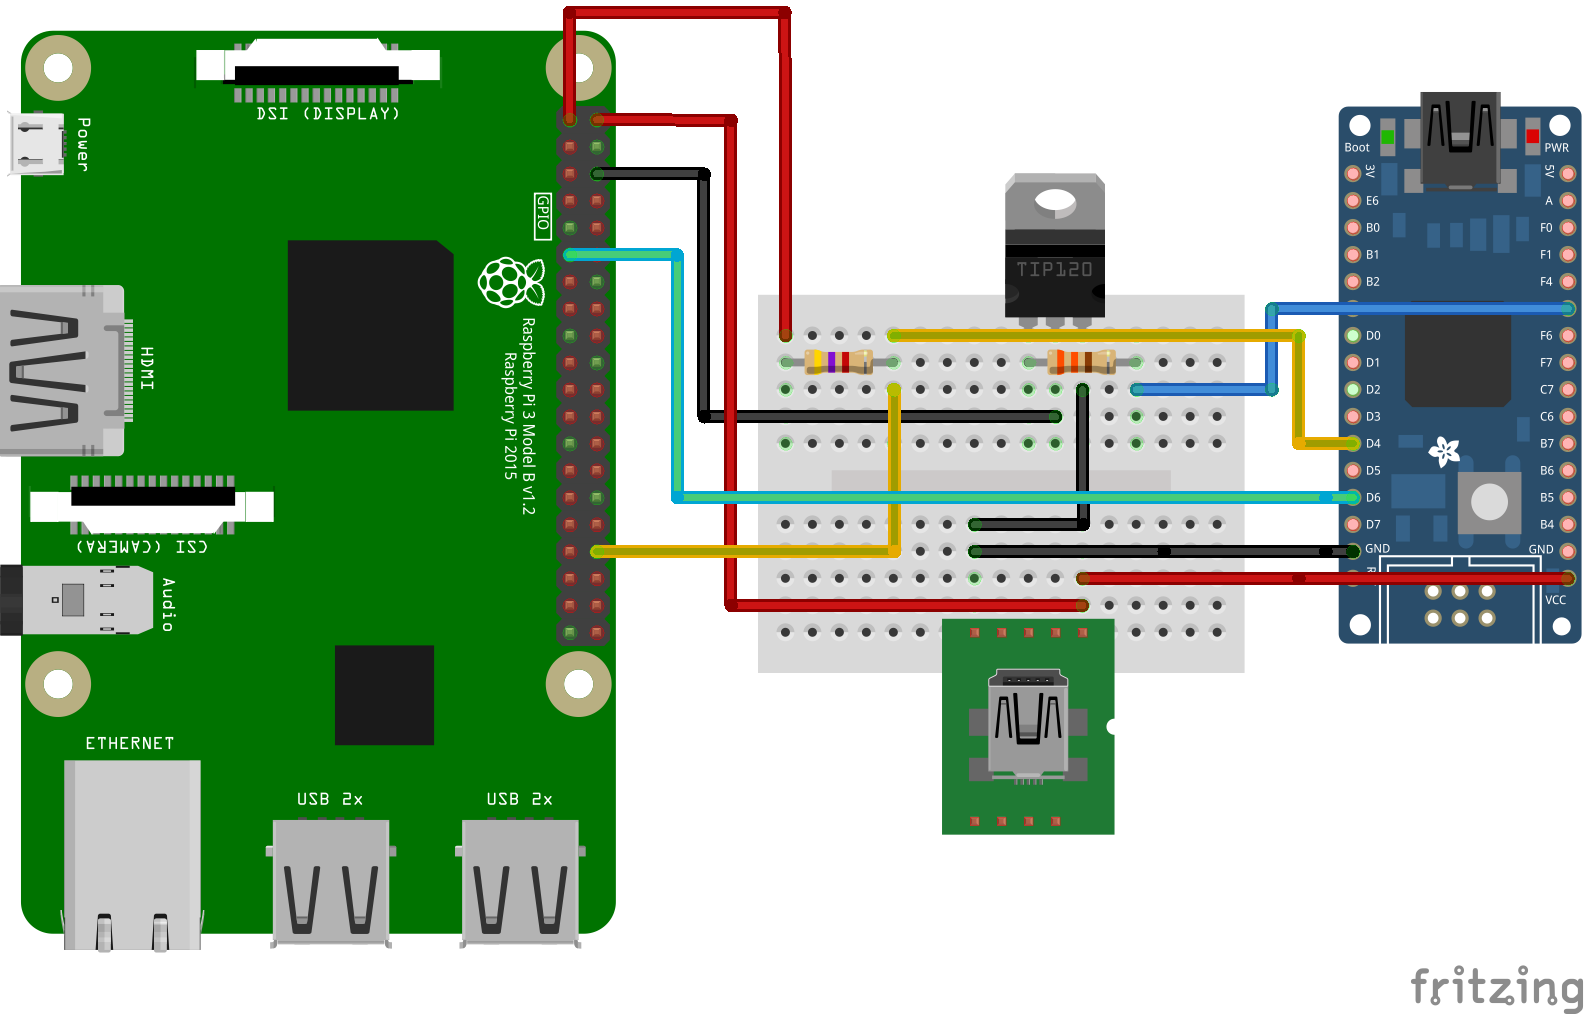 DSI (DISPLAY)
Power
GPIO
Raspberry Pi 3 Model B v1.2
Raspberry Pi 2015
HDMI
CSI (CAMERA)
Audio
ETHERNET
USB 2x
USB 2x
TIP120
Boot
PWR
3V
5V
E6
A
B0
F0
B1
F1
B2
F4
D0
F6
D1
F7
D2
C7
D3
C6
D4
B7
D5
B6
D6
B5
D7
B4
GND
GND
VCC
fritzing